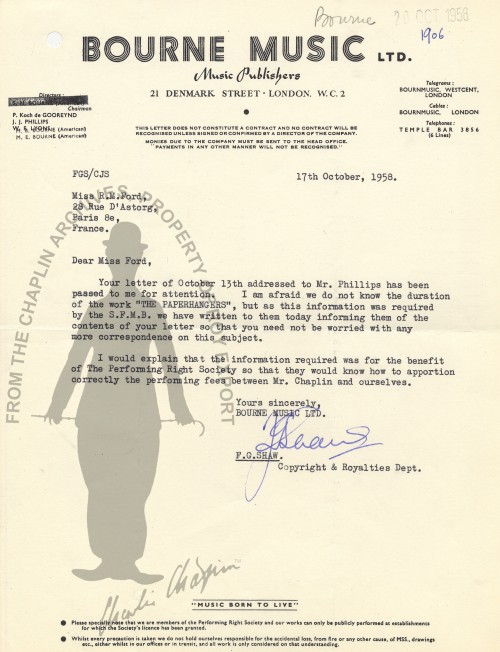 Bourne 20 OCT 1958
1906
BOURNE MUSIC LTD.
Music Publishers
21 DENMARK STREET · LONDON, W.C. 2
Directors :
Chairman
P. Koch de GOOREYND
J. J. PHILLIPS
W. E. LYONS (American)
M. E. BOURNE (American)
Telegrams :
BOURNMUSIC, WESTCENT,
LONDON
Cables :
BOURNMUSIC, LONDON
Telephones :
TEMPLE BAR 3856
(6 Lines)
THIS LETTER DOES NOT CONSTITUTE A CONTRACT AND NO CONTRACT WILL BE
RECOGNISED UNLESS SIGNED OR CONFIRMED BY A DIRECTOR OF THE COMPANY.
MONIES DUE TO THE COMPANY MUST BE SENT TO THE HEAD OFFICE.
"PAYMENTS IN ANY OTHER MANNER WILL NOT BE RECOGNISED."
FGS/CJS
17th October, 1958.
Miss R.M.Ford,
28 Rue D'Astorg,
Paris 8e,
France.
Dear Miss Ford,
Your letter of October 13th addressed to Mr. Phillips has been
passed to me for attention. I am afraid we do not know the duration
of the work "THE PAPERHANGERS", but as this information was required
by the S.F.M.B. we have written to them today informing them of the
contents of your letter so that you need not be worried with any
more correspondence on this subject.
I would explain that the information required was for the benefit
of The Performing Right Society so that they would know how to apportion
correctly the performing fees between Mr. Chaplin and ourselves.
Yours sincerely,
BOURNE MUSIC LTD.
F.G.Shaw
F.G.SHAW.
Copyright & Royalties Dept.
FROM THE CHAPLIN ARCHIVES, PROPERTY OF ROY EXPORT
Charlie Chaplin™
"MUSIC BORN TO LIVE"
● Please specially note that we are members of the Performing Right Society and our works can only be publicly performed at establishments
for which the Society's licence has been granted.
● Whilst every precaution is taken we do not hold ourselves responsible for the accidental loss, from fire or any other cause, of MSS., drawings
etc., either whilst in our offices or in transit, and all work is only considered on that understanding.